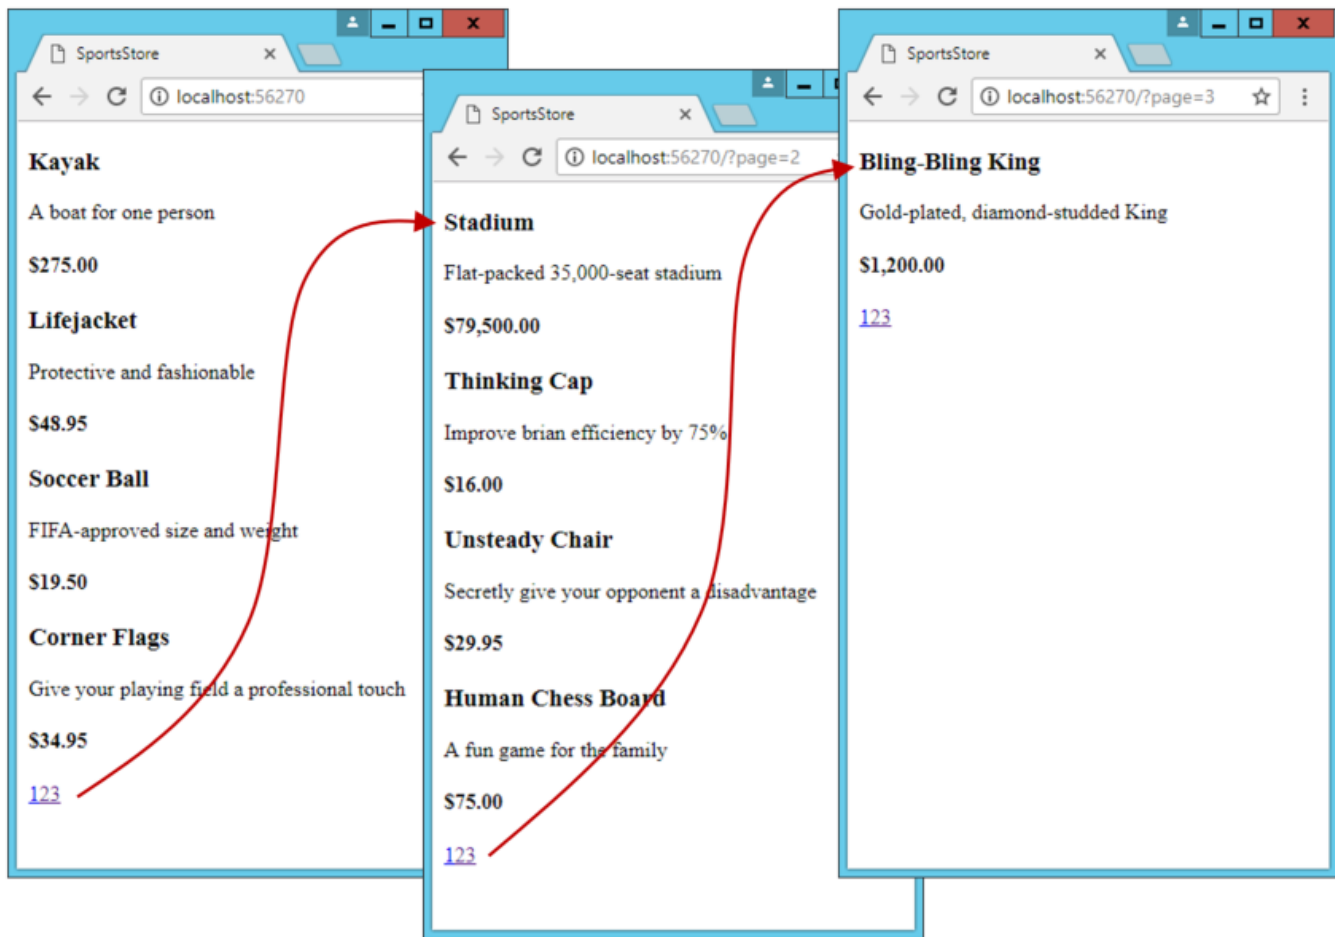 SportsStore
localhost:56270
Kayak
A boat for one person
$275.00
Lifejacket
Protective and fashionable
$48.95
Soccer Ball
FIFA-approved size and weight
$19.50
Corner Flags
Give your playing field a professional touch
$34.95
123
SportsStore
localhost:56270/?page=2
Stadium
Flat-packed 35,000-seat stadium
$79,500.00
Thinking Cap
Improve brian efficiency by 75%
$16.00
Unsteady Chair
Secretly give your opponent a disadvantage
$29.95
Human Chess Board
A fun game for the family
$75.00
123
SportsStore
localhost:56270/?page=3
Bling-Bling King
Gold-plated, diamond-studded King
$1,200.00
123